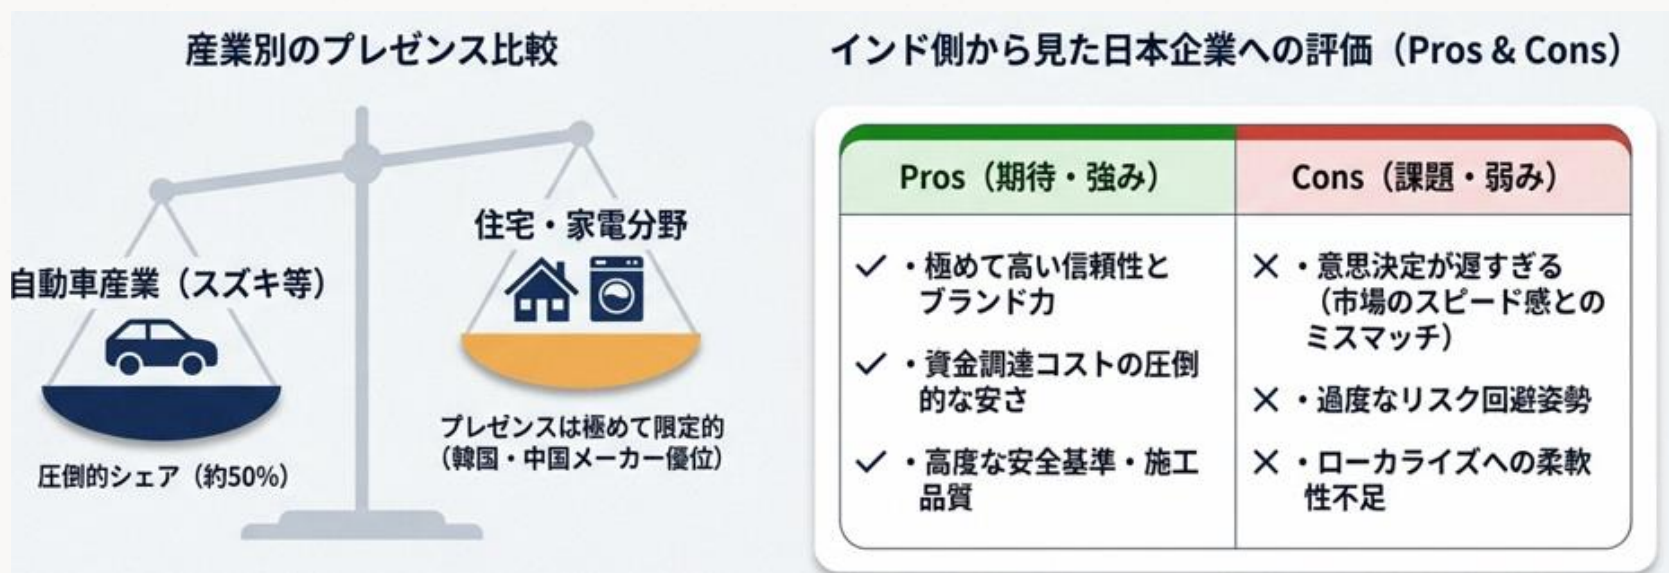 産業別のプレゼンス比較
自動車産業（スズキ等）
圧倒的シェア（約50%）
住宅・家電分野
プレゼンスは極めて限定的
（韓国・中国メーカー優位）
インド側から見た日本企業への評価（Pros & Cons）
Pros（期待・強み）
・極めて高い信頼性と
ブランド力
・資金調達コストの圧倒
的な安さ
・高度な安全基準・施工
品質
Cons（課題・弱み）
・意思決定が遅すぎる
（市場のスピード感との
ミスマッチ）
・過度なリスク回避姿勢
・ローカライズへの柔軟
性不足